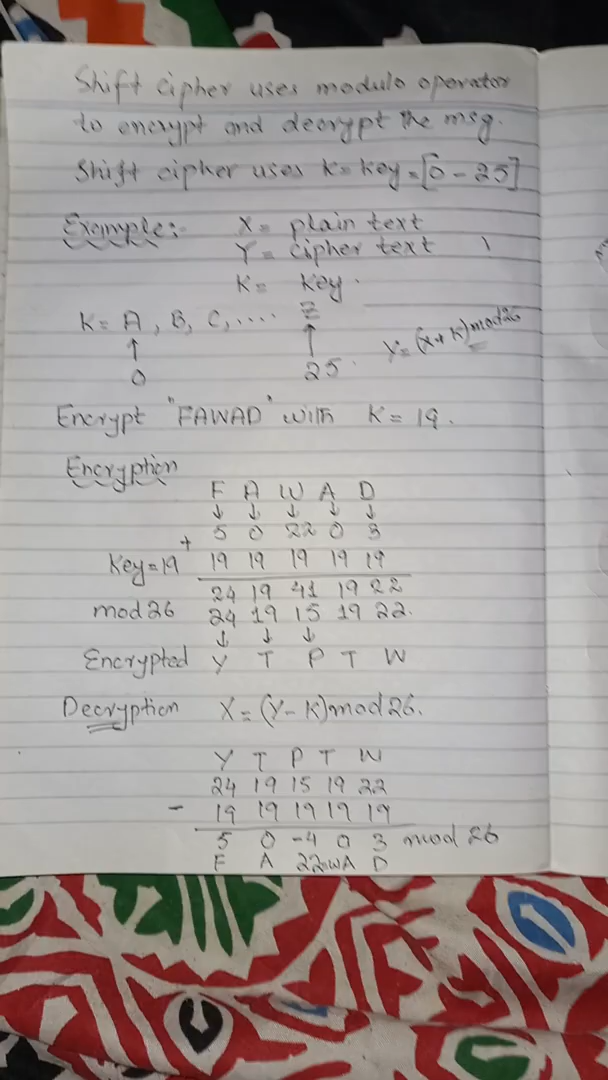 Shift cipher uses modulo operator
to encrypt and decrypt the msg.
Shift cipher uses K= Key =[0 - 25]
Example:- X= plain text
Y= cipher text
K= Key.
K= A, B, C, .... Z
↑ ↑
0 25.
Y=(X+K)mod26
Encrypt "FAWAD" with K= 19.
Encryption
F A W A D
↓ ↓ ↓ ↓ ↓
+ 5 0 22 0 3
Key=19 19 19 19 19 19
24 19 41 19 22
mod 26 24 19 15 19 22.
↓ ↓ ↓
Encrypted Y T P T W
Decryption X=(Y-K)mod 26.
Y T P T W
24 19 15 19 22
- 19 19 19 19 19
5 0 -4 0 3 mod 26
F A 22=W A D